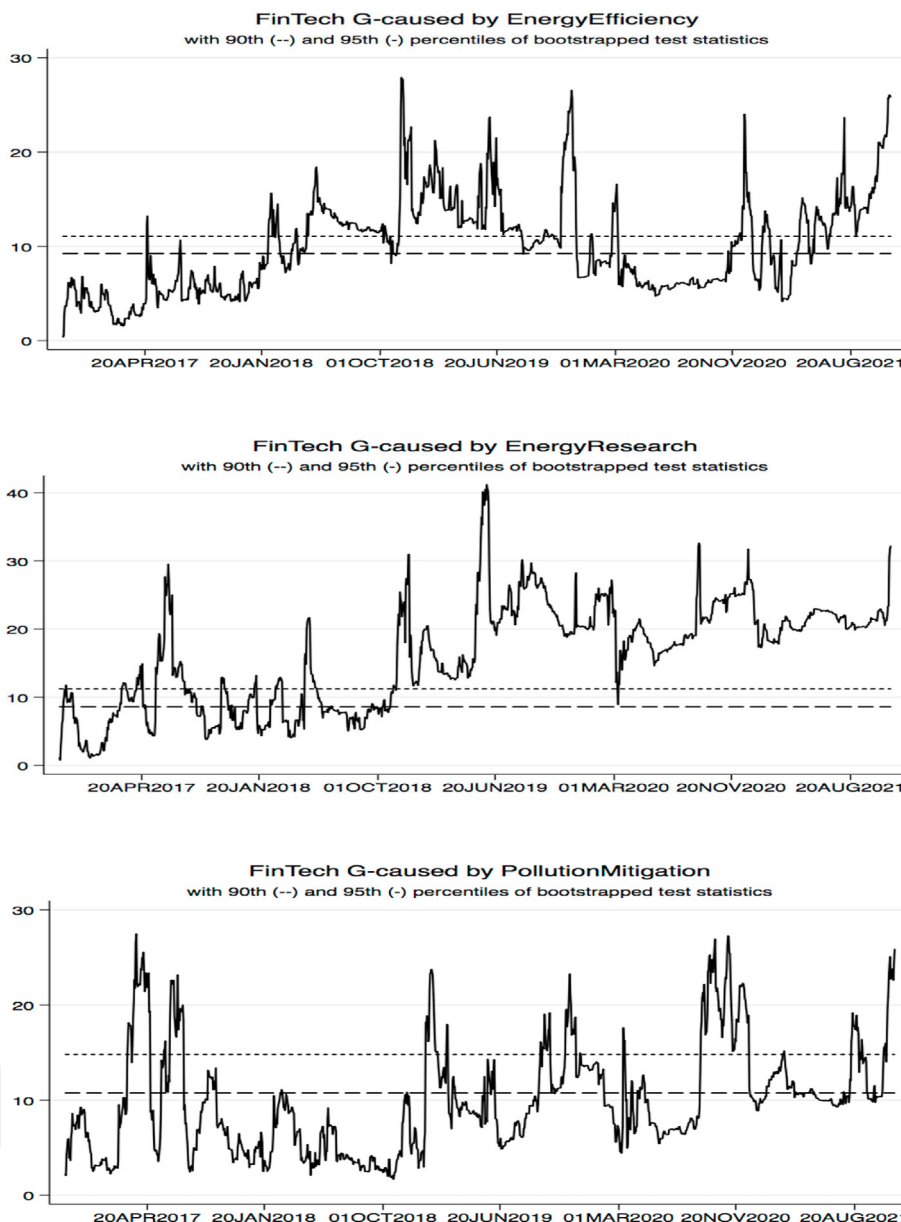 FinTech G-caused by EnergyEfficiency
with 90th (--) and 95th (-) percentiles of bootstrapped test statistics
30
20
10
0
20APR2017 20JAN2018 01OCT2018 20JUN2019 01MAR2020 20NOV2020 20AUG2021
FinTech G-caused by EnergyResearch
with 90th (--) and 95th (-) percentiles of bootstrapped test statistics
40
30
20
10
0
20APR2017 20JAN2018 01OCT2018 20JUN2019 01MAR2020 20NOV2020 20AUG2021
FinTech G-caused by PollutionMitigation
with 90th (--) and 95th (-) percentiles of bootstrapped test statistics
30
20
10
0
20APR2017 20JAN2018 01OCT2018 20JUN2019 01MAR2020 20NOV2020 20AUG2021